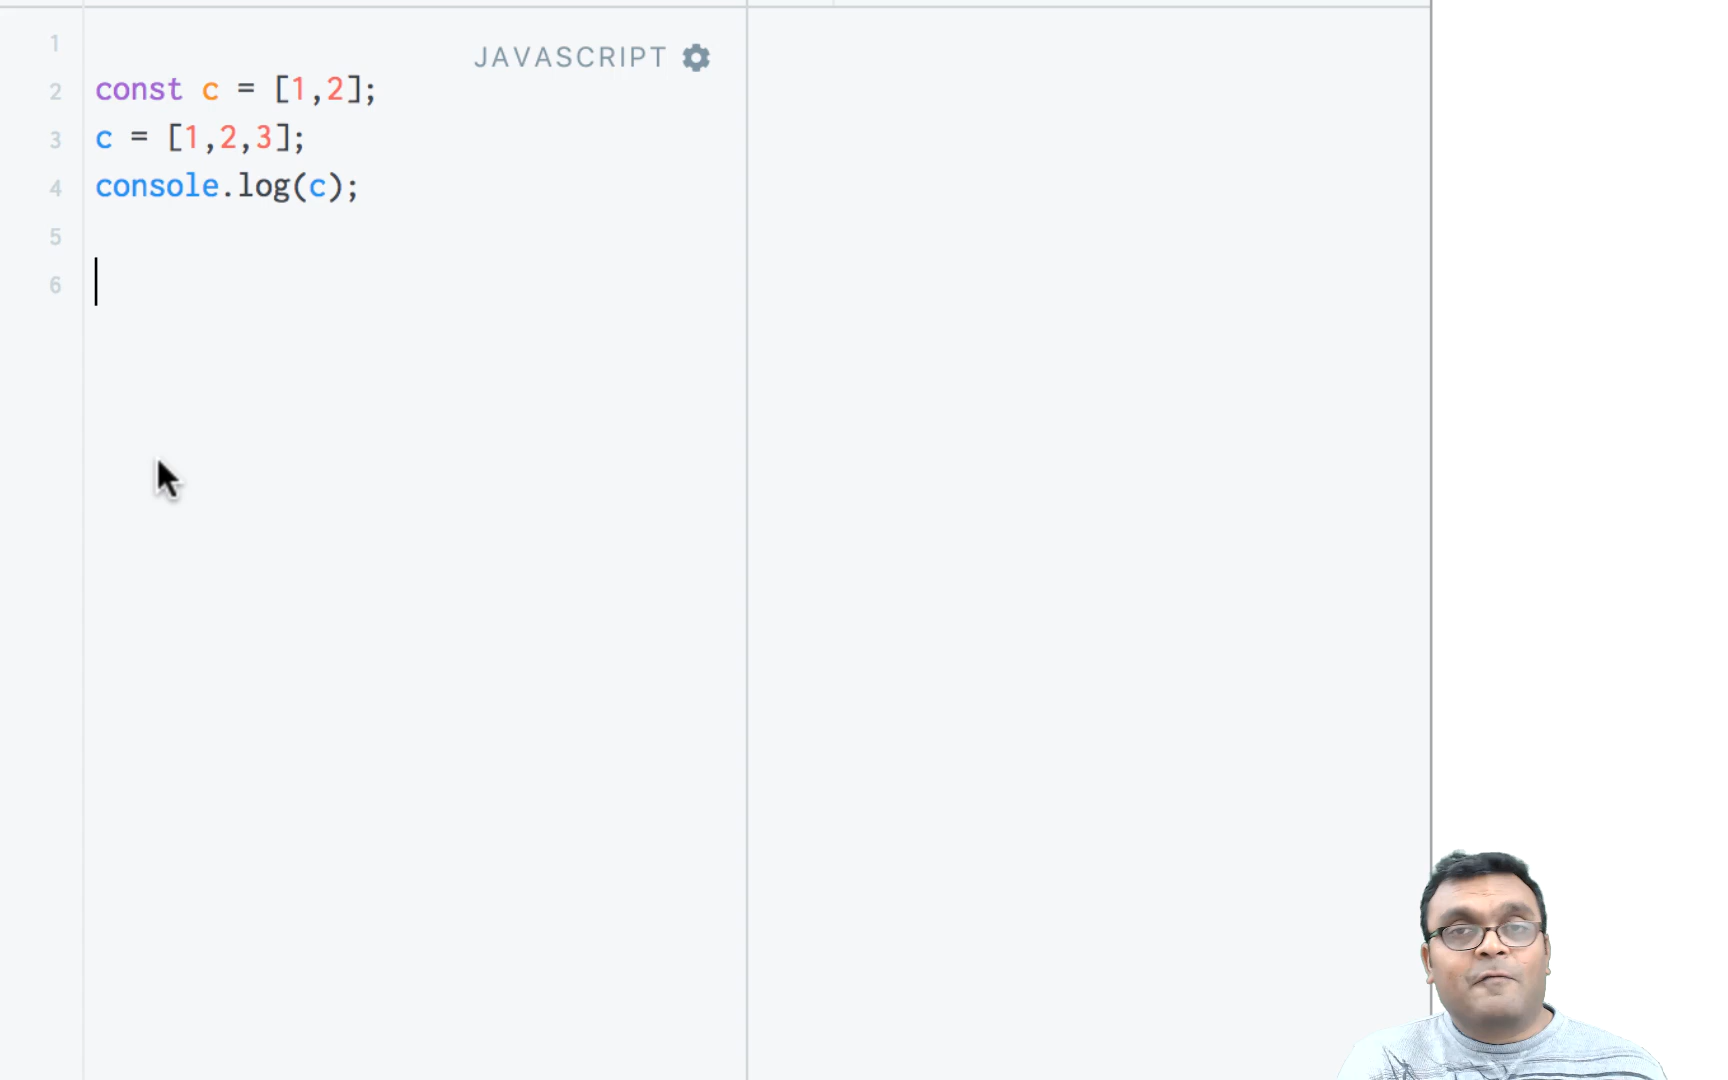 JAVASCRIPT
1
2 const c = [1,2];
3 c = [1,2,3];
4 console.log(c);
5
6